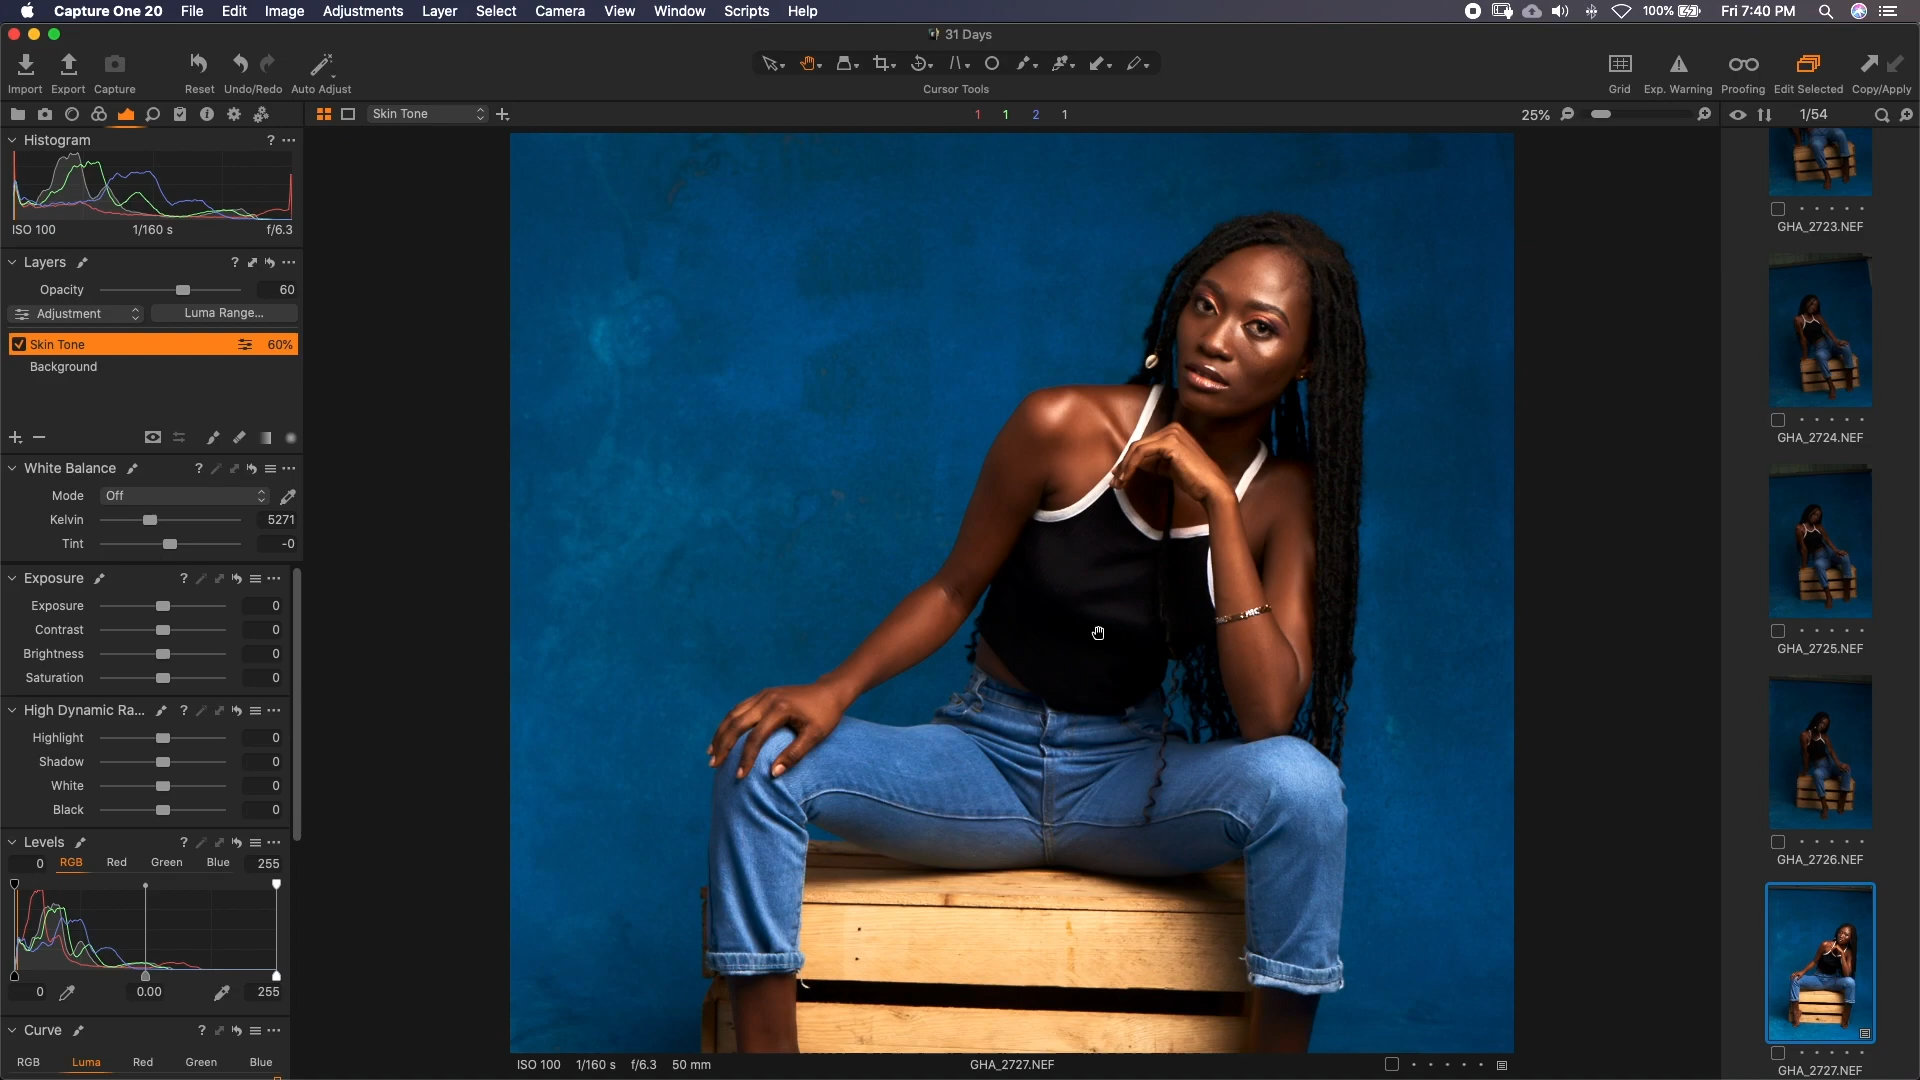 Capture One 20 File Edit Image Adjustments Layer Select Camera View Window Scripts Help 100% Fri 7:40 PM
31 Days
Import Export Capture Reset Undo/Redo Auto Adjust Cursor Tools Grid Exp. Warning Proofing Edit Selected Copy/Apply
Skin Tone 1 1 2 1 25% 1/54
Histogram ?
ISO 100 1/160 s f/6.3
Layers ?
Opacity 60
Adjustment Luma Range...
Skin Tone 60%
Background
White Balance ?
Mode Off
Kelvin 5271
Tint -0
Exposure ?
Exposure 0
Contrast 0
Brightness 0
Saturation 0
High Dynamic Ra... ?
Highlight 0
Shadow 0
White 0
Black 0
Levels ?
0 RGB Red Green Blue 255
0 0.00 255
Curve ?
RGB Luma Red Green Blue
ISO 100 1/160 s f/6.3 50 mm GHA_2727.NEF
GHA_2723.NEF
GHA_2724.NEF
GHA_2725.NEF
GHA_2726.NEF
GHA_2727.NEF